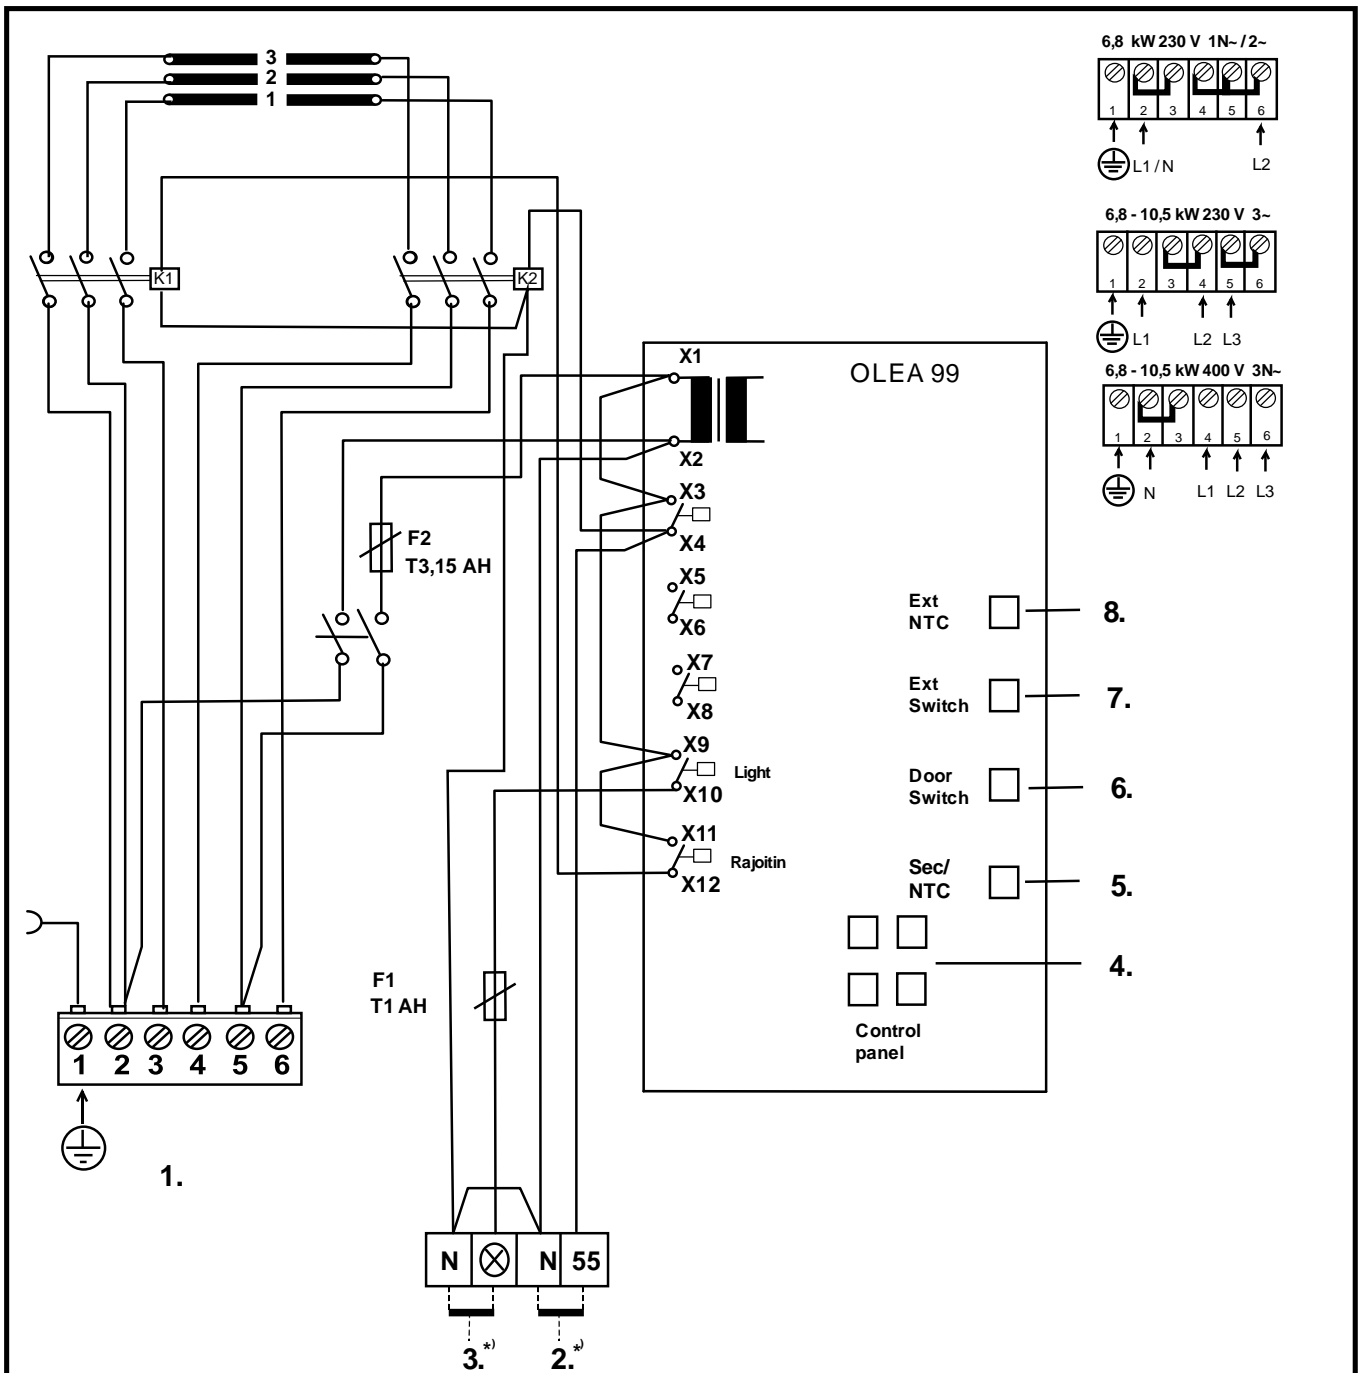 3
2
1
K1
K2
6,8 kW 230 V 1N~ / 2~
1 2 3 4 5 6
L1 / N L2
6,8 - 10,5 kW 230 V 3~
1 2 3 4 5 6
L1 L2 L3
6,8 - 10,5 kW 400 V 3N~
1 2 3 4 5 6
N L1 L2 L3
OLEA 99
X1
X2
X3
X4
X5
X6
X7
X8
X9
Light
X10
X11
Rajoitin
X12
F2
T3,15 AH
Ext
NTC
8.
Ext
Switch
7.
Door
Switch
6.
Sec/
NTC
5.
4.
Control
panel
F1
T1 AH
1 2 3 4 5 6
1.
N N 55
3.*) 2.*)